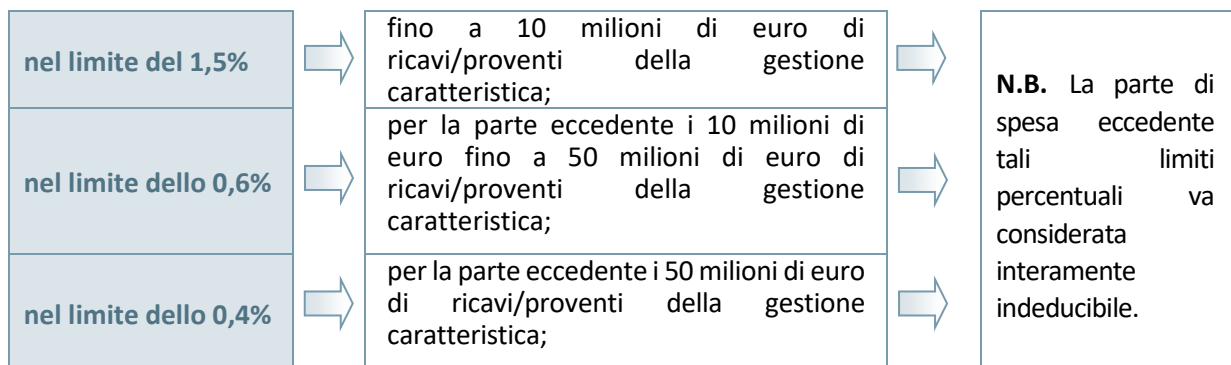 nel limite del 1,5%
fino a 10 milioni di euro di
ricavi/proventi della gestione
caratteristica;
nel limite dello 0,6%
per la parte eccedente i 10 milioni di
euro fino a 50 milioni di euro di
ricavi/proventi della gestione
caratteristica;
nel limite dello 0,4%
per la parte eccedente i 50 milioni di euro
di ricavi/proventi della gestione
caratteristica;
N.B. La parte di
spesa eccedente
tali limiti
percentuali va
considerata
interamente
indeducibile.